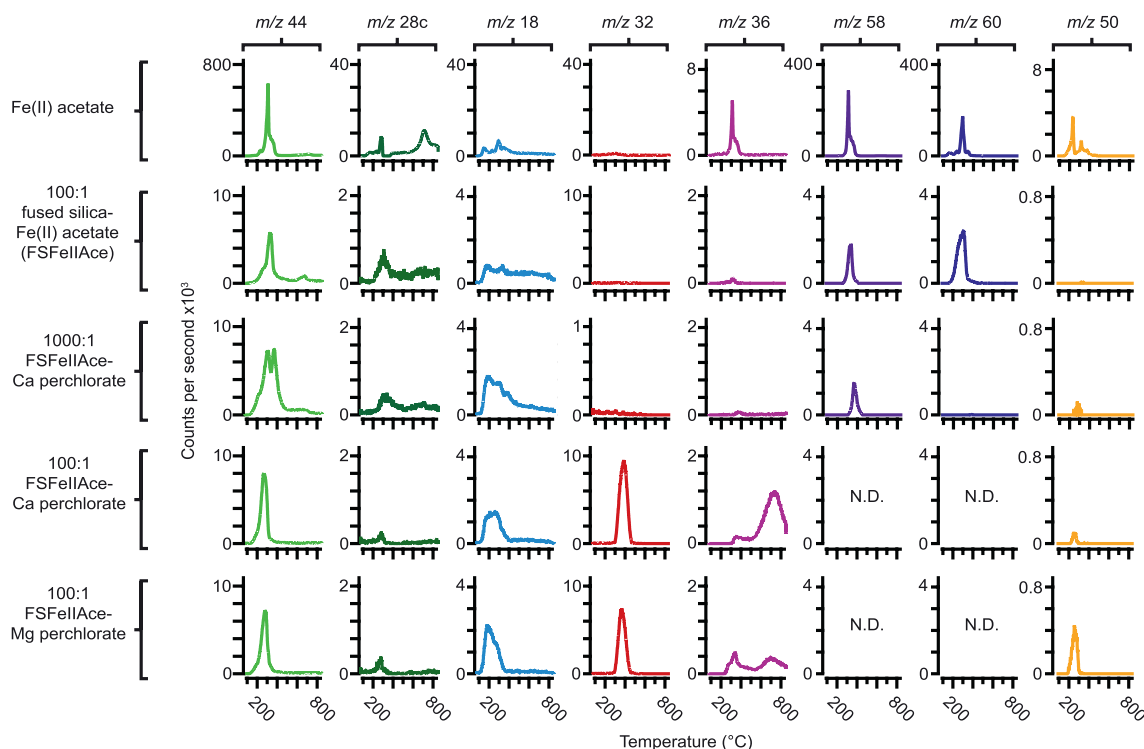 m/z 44 m/z 28c m/z 18 m/z 32 m/z 36 m/z 58 m/z 60 m/z 50
Fe(II) acetate
800 0 40 0 40 0 40 0 8 0 400 0 400 0 8 0
100:1
fused silica-
Fe(II) acetate
(FSFeIIAce)
10 0 2 0 4 0 10 0 2 0 4 0 4 0 0.8 0
1000:1
FSFeIIAce-
Ca perchlorate
10 0 2 0 4 0 1 0 2 0 4 0 4 0 0.8 0
100:1
FSFeIIAce-
Ca perchlorate
10 0 2 0 4 0 10 0 2 0 4 N.D. 0 4 N.D. 0 0.8 0
100:1
FSFeIIAce-
Mg perchlorate
10 0 2 0 4 0 10 0 2 0 4 N.D. 0 4 N.D. 0 0.8 0
Counts per second x10³
200 800 200 800 200 800 200 800 200 800 200 800 200 800 200 800
Temperature (°C)